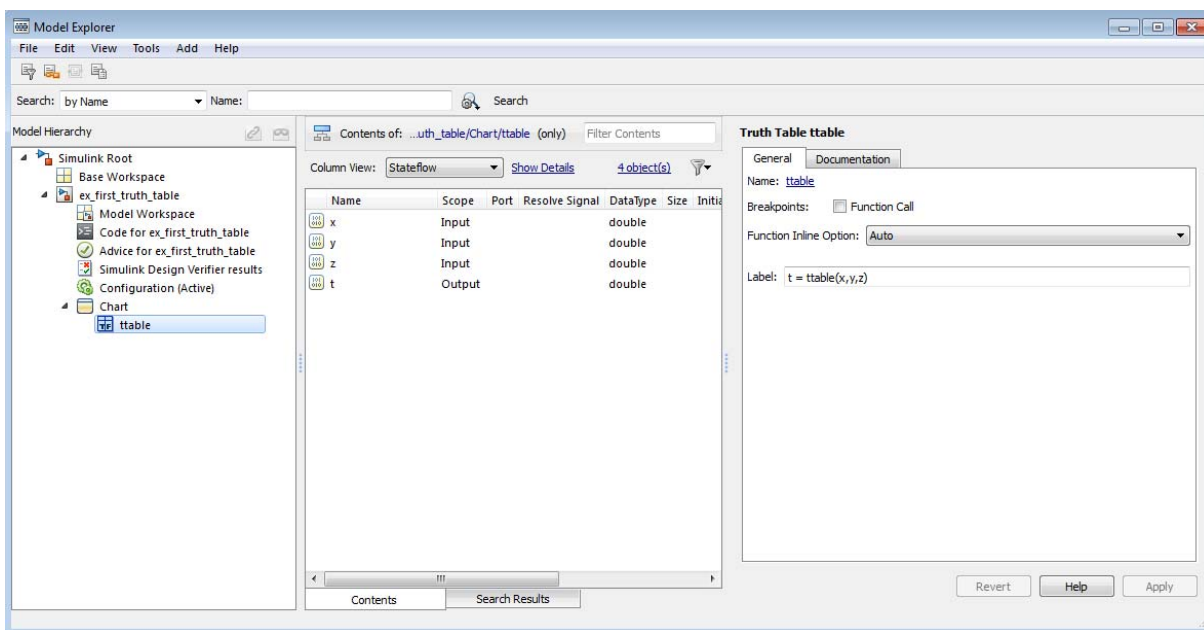 Model Explorer
File Edit View Tools Add Help
Search: by Name Name: Search
Model Hierarchy
Simulink Root
Base Workspace
ex_first_truth_table
Model Workspace
Code for ex_first_truth_table
Advice for ex_first_truth_table
Simulink Design Verifier results
Configuration (Active)
Chart
ttable
Contents of: ...uth_table/Chart/ttable (only) Filter Contents
Column View: Stateflow Show Details 4 object(s)
Name Scope Port Resolve Signal DataType Size Initia
x Input double
y Input double
z Input double
t Output double
Contents Search Results
Truth Table ttable
General Documentation
Name: ttable
Breakpoints: Function Call
Function Inline Option: Auto
Label: t = ttable(x,y,z)
Revert Help Apply